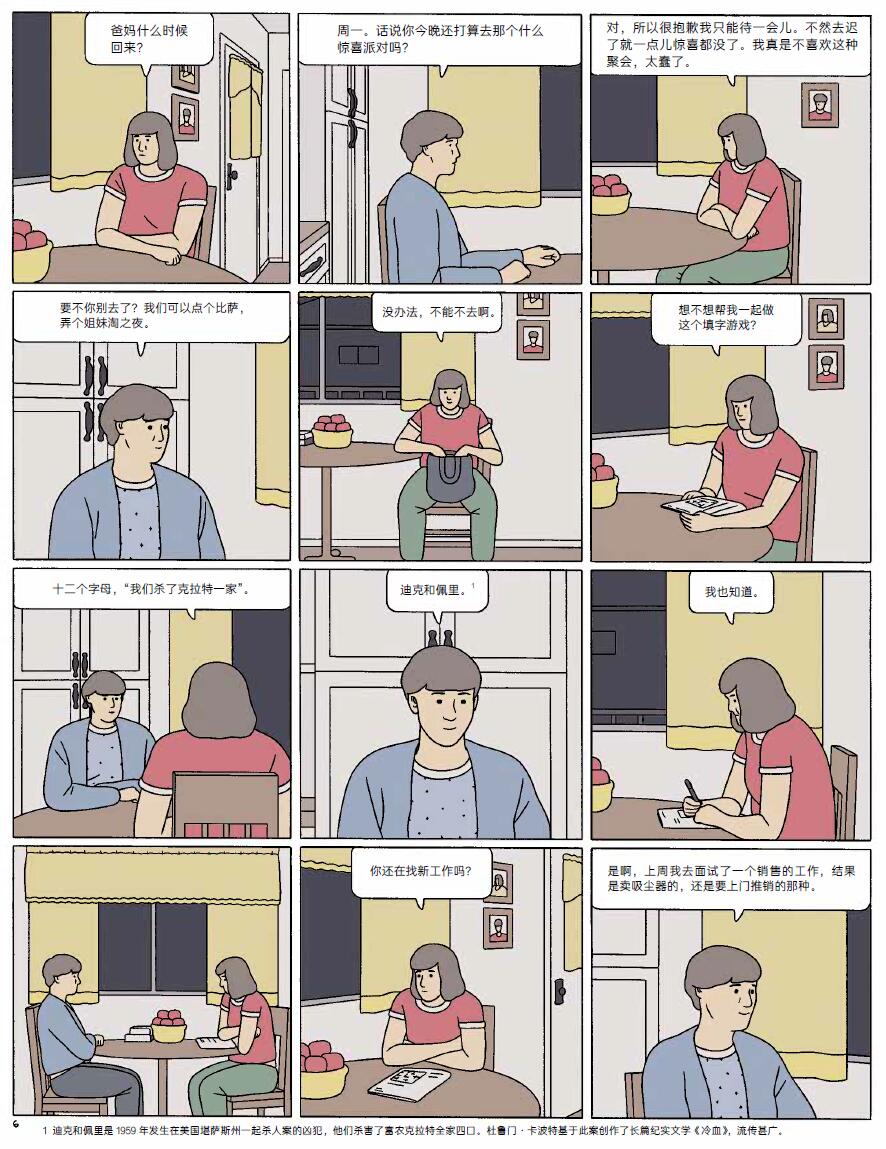 爸妈什么时候
回来？
周一。话说你今晚还打算去那个什么
惊喜派对吗？
对，所以很抱歉我只能待一会儿。不然去迟
了就一点儿惊喜都没了。我真是不喜欢这种
聚会，太蠢了。
要不你别去了？我们可以点个比萨，
弄个姐妹淘之夜。
没办法，不能不去啊。
想不想帮我一起做
这个填字游戏？
十二个字母，“我们杀了克拉特一家”。
迪克和佩里。1
我也知道。
你还在找新工作吗？
是啊，上周我去面试了一个销售的工作，结果
是卖吸尘器的，还是要上门推销的那种。
6
1 迪克和佩里是 1959 年发生在美国堪萨斯州一起杀人案的凶犯，他们杀害了富农克拉特全家四口。杜鲁门·卡波特基于此案创作了长篇纪实文学《冷血》，流传甚广。